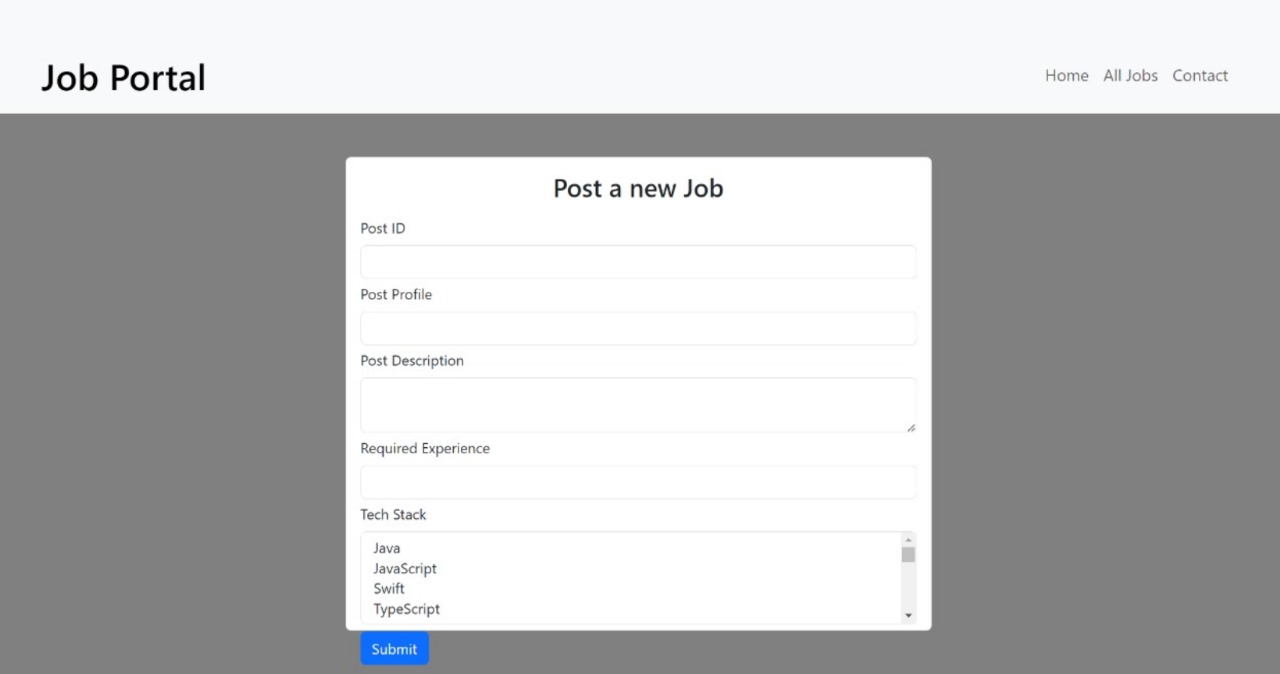 Job Portal
Home All Jobs Contact
Post a new Job
Post ID
Post Profile
Post Description
Required Experience
Tech Stack
Java
JavaScript
Swift
TypeScript
Submit